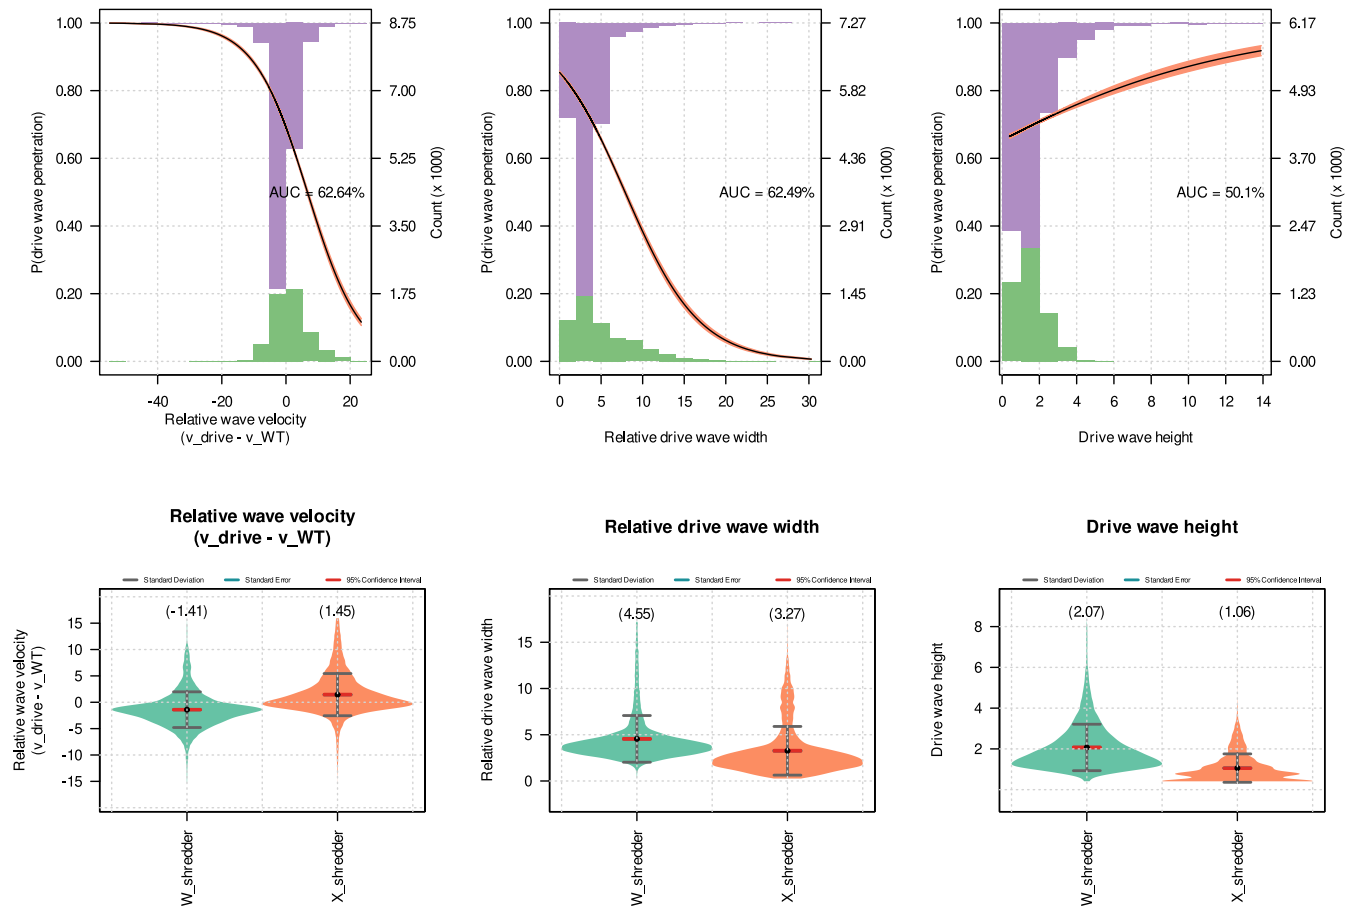 1.00
0.80
0.60
0.40
0.20
0.00
P(drive wave penetration)
8.75
7.00
5.25
3.50
1.75
0.00
Count (x 1000)
AUC = 62.64%
-40 -20 0 20
Relative wave velocity
(v_drive - v_WT)
1.00
0.80
0.60
0.40
0.20
0.00
P(drive wave penetration)
7.27
5.82
4.36
2.91
1.45
0.00
Count (x 1000)
AUC = 62.49%
0 5 10 15 20 25 30
Relative drive wave width
1.00
0.80
0.60
0.40
0.20
0.00
P(drive wave penetration)
6.17
4.93
3.70
2.47
1.23
0.00
Count (x 1000)
AUC = 50.1%
0 2 4 6 8 10 12 14
Drive wave height
Relative wave velocity
(v_drive - v_WT)
Standard Deviation Standard Error 95% Confidence Interval
(-1.41) (1.45)
15
10
5
0
-5
-10
-15
Relative wave velocity
(v_drive - v_WT)
W_shredder
X_shredder
Relative drive wave width
Standard Deviation Standard Error 95% Confidence Interval
(4.55) (3.27)
15
10
5
0
Relative drive wave width
W_shredder
X_shredder
Drive wave height
Standard Deviation Standard Error 95% Confidence Interval
(2.07) (1.06)
8
6
4
2
Drive wave height
W_shredder
X_shredder